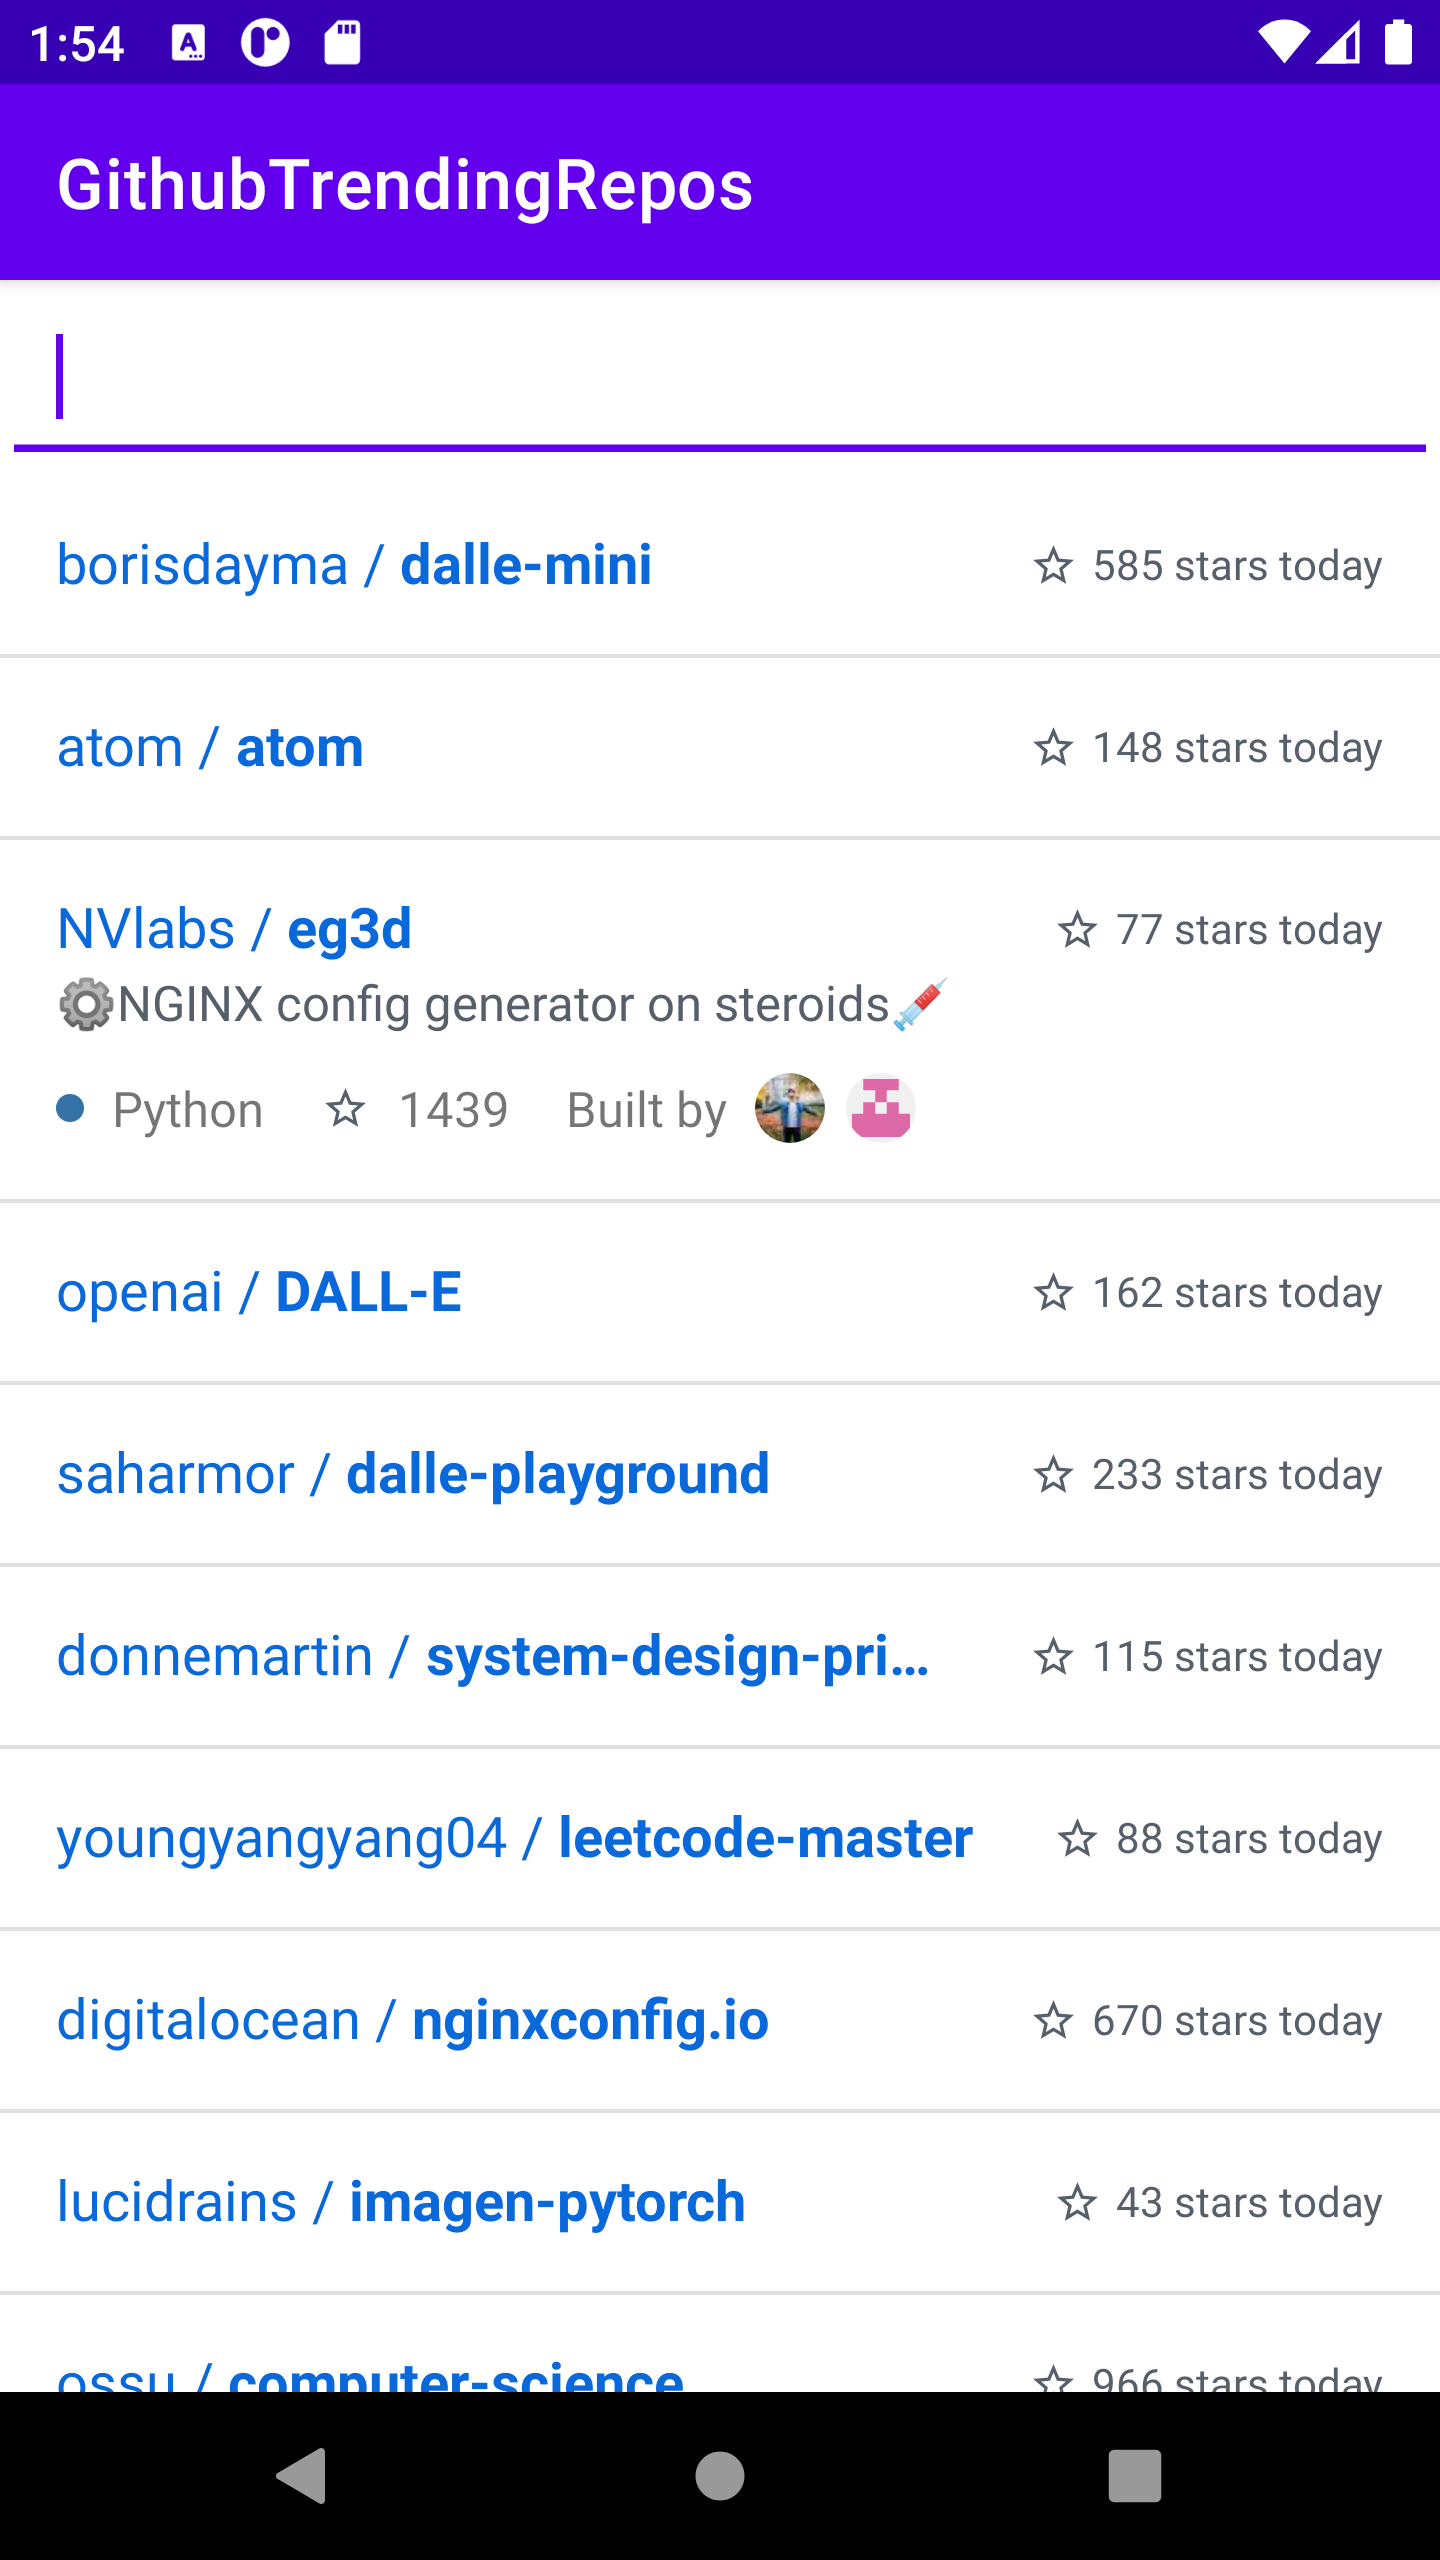 1:54
GithubTrendingRepos
borisdayma / dalle-mini 585 stars today
atom / atom 148 stars today
NVlabs / eg3d 77 stars today
⚙️NGINX config generator on steroids💉
Python 1439 Built by
openai / DALL-E 162 stars today
saharmor / dalle-playground 233 stars today
donnemartin / system-design-pri... 115 stars today
youngyangyang04 / leetcode-master 88 stars today
digitalocean / nginxconfig.io 670 stars today
lucidrains / imagen-pytorch 43 stars today
ossu / computer-science 966 stars today